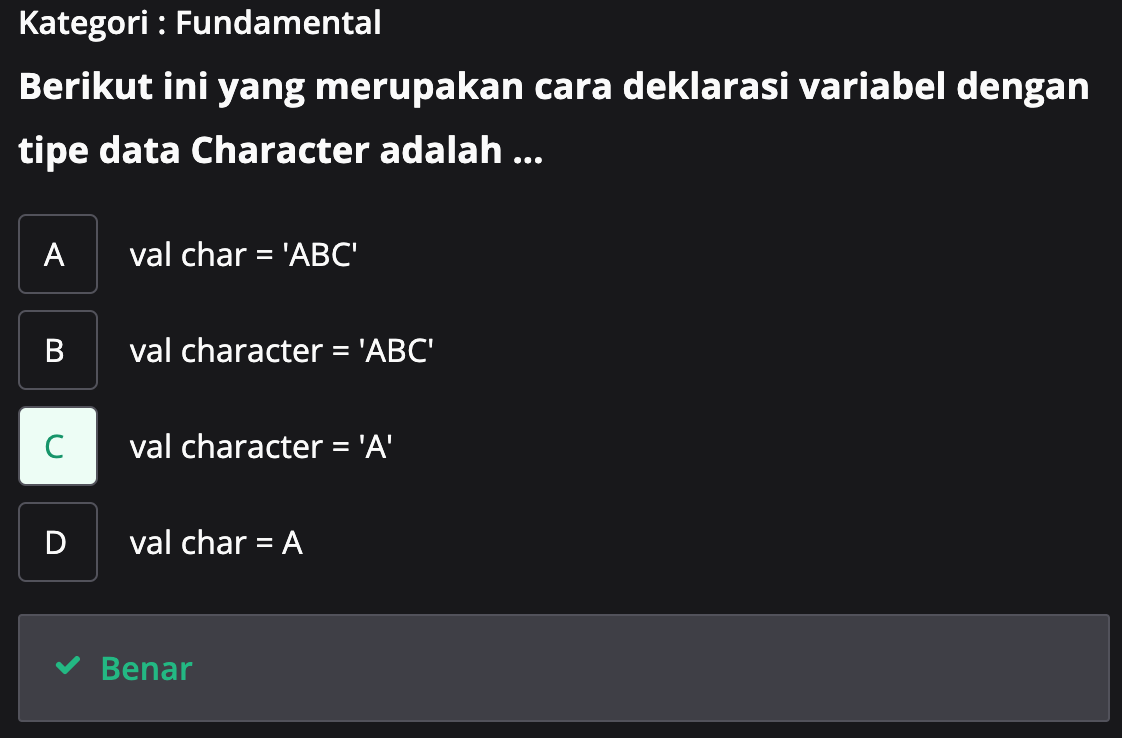 Kategori : Fundamental
Berikut ini yang merupakan cara deklarasi variabel dengan
tipe data Character adalah ...
A val char = 'ABC'
B val character = 'ABC'
C val character = 'A'
D val char = A
Benar